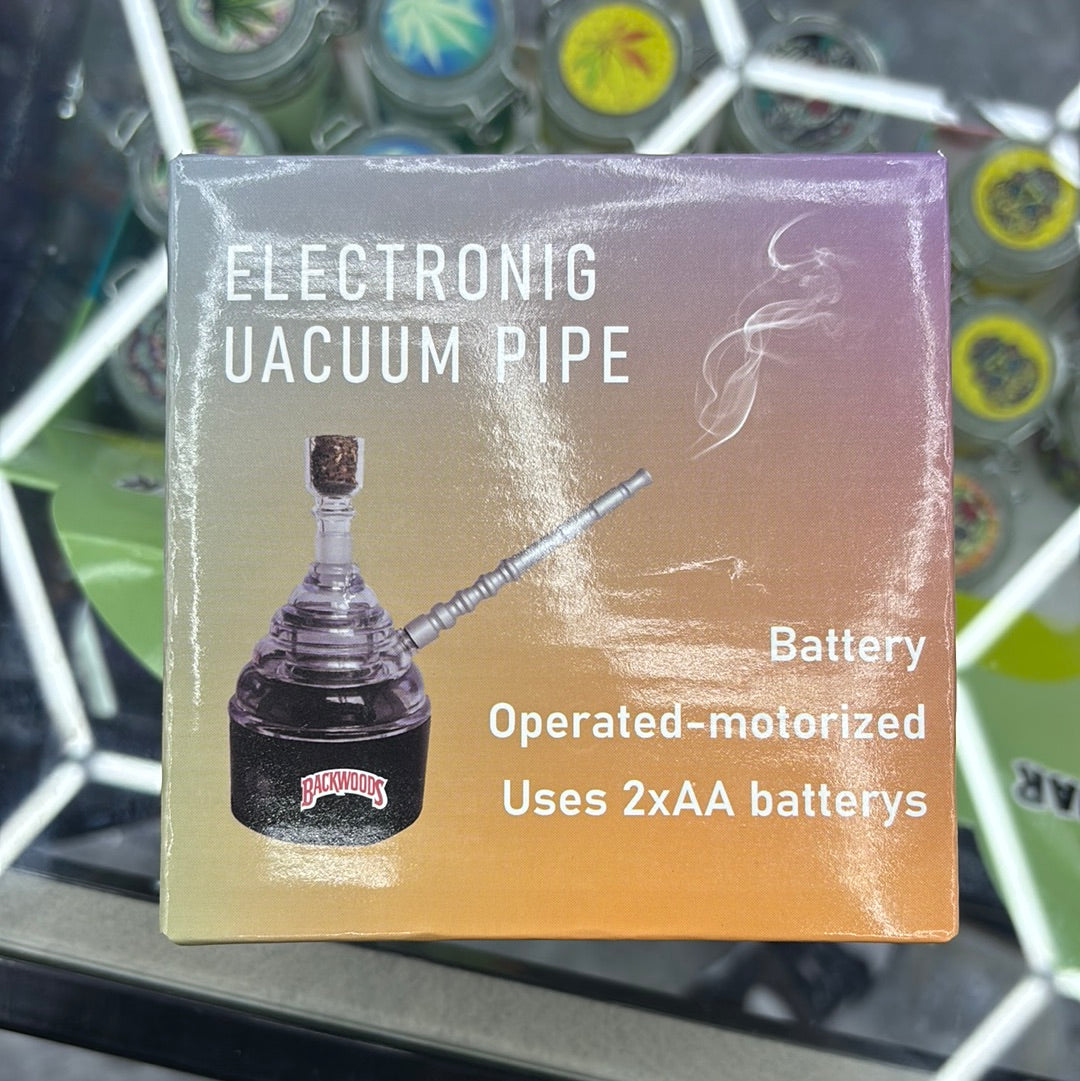 ELECTRONIG
UACUUM PIPE
Battery
Operated-motorized
Uses 2xAA batterys
BACKWOODS